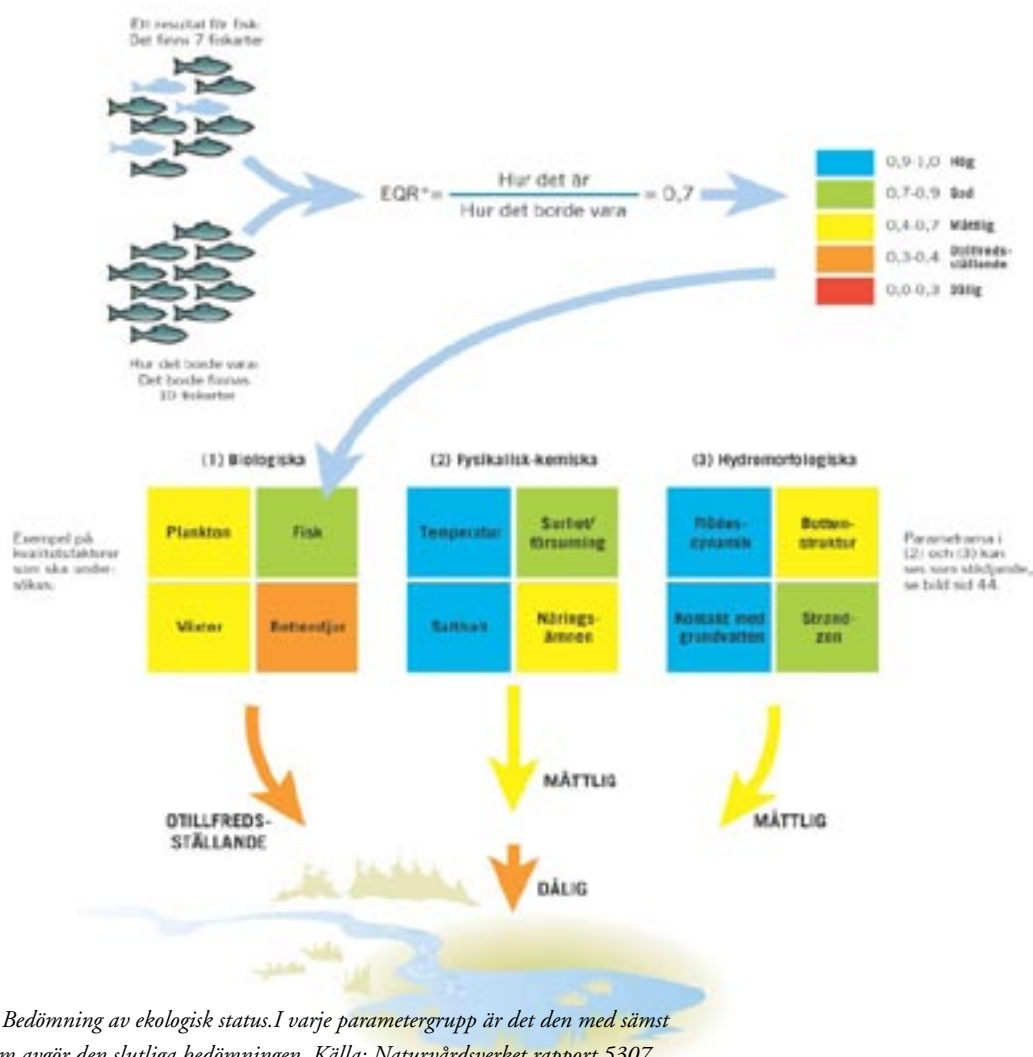 Ett resultat för fisk:
Det finns 7 fiskarter
EQR*=
Hur det är
Hur det borde vara
= 0,7
0,9-1,0 Hög
0,7-0,9 God
0,4-0,7 Måttlig
0,3-0,4 Otillfreds-
ställande
0,0-0,3 Dålig
Hur det borde vara:
Det borde finnas
10 fiskarter
(1) Biologiska
(2) Fysikalisk-kemiska
(3) Hydromorfologiska
Exempel på
kvalitetsfaktorer
som ska under-
sökas.
Plankton
Fisk
Växter
Bottendjur
Temperatur
Surhet/
försurning
Salthalt
Närings-
ämnen
Flödes-
dynamik
Botten-
struktur
Kontakt med
grundvatten
Strand-
zon
Parametrarna i
(2) och (3) kan
ses som stödjande,
se bild sid 44.
OTILLFREDS-
STÄLLANDE
MÅTTLIG
MÅTTLIG
DÅLIG
Bedömning av ekologisk status.I varje parametergrupp är det den med sämst
m avgör den slutliga bedömningen. Källa: Naturvårdsverket rapport 5307